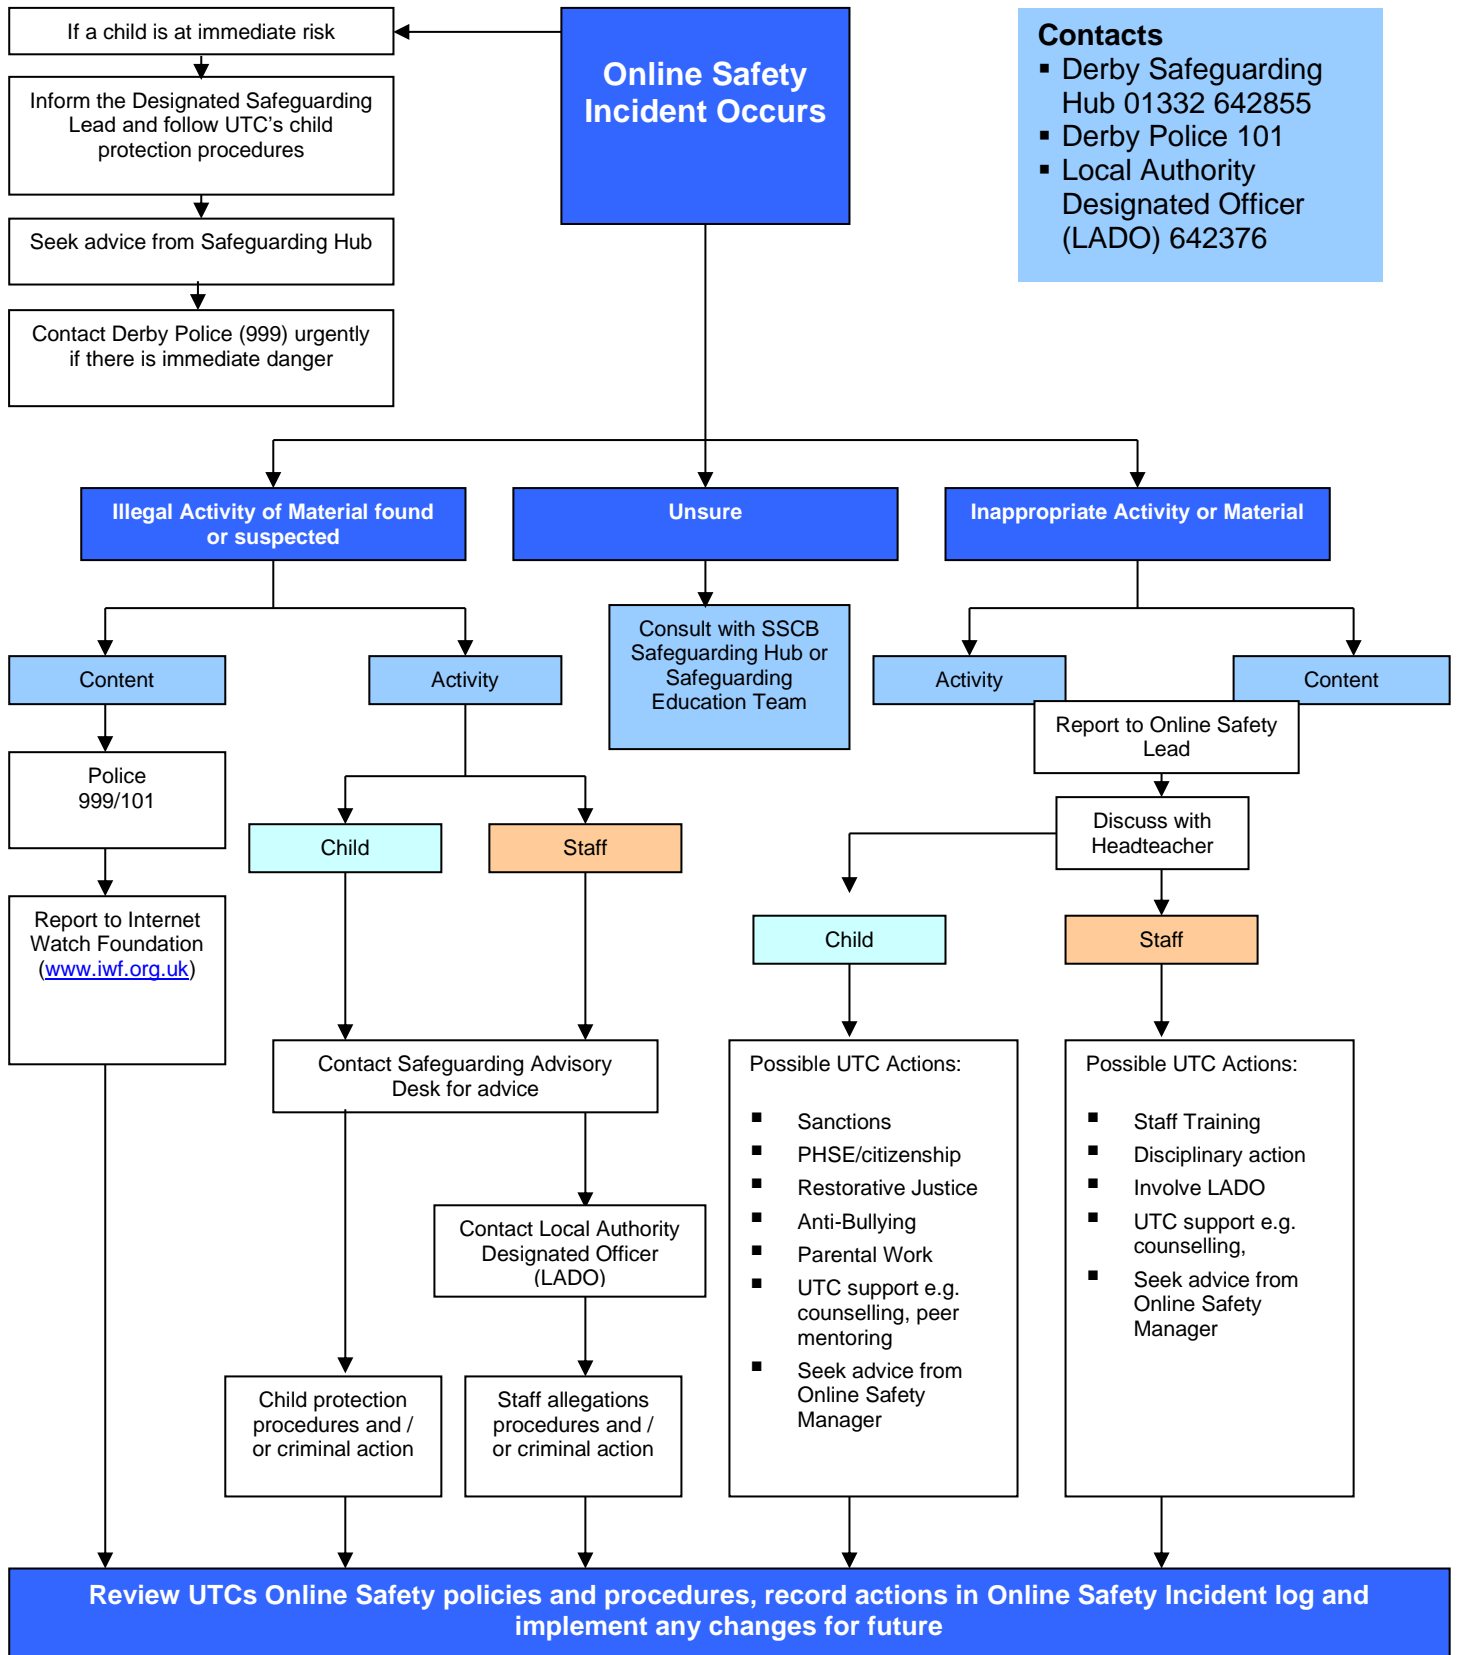 If a child is at immediate risk
Online Safety
Incident Occurs
Contacts
▪ Derby Safeguarding
Hub 01332 642855
▪ Derby Police 101
▪ Local Authority
Designated Officer
(LADO) 642376
Inform the Designated Safeguarding
Lead and follow UTC’s child
protection procedures
Seek advice from Safeguarding Hub
Contact Derby Police (999) urgently
if there is immediate danger
Illegal Activity of Material found
or suspected
Unsure
Inappropriate Activity or Material
Content
Activity
Consult with SSCB
Safeguarding Hub or
Safeguarding
Education Team
Activity
Content
Report to Online Safety
Lead
Police
999/101
Discuss with
Headteacher
Child
Staff
Report to Internet
Watch Foundation
(www.iwf.org.uk)
Child
Staff
Contact Safeguarding Advisory
Desk for advice
Contact Local Authority
Designated Officer
(LADO)
Child protection
procedures and /
or criminal action
Staff allegations
procedures and /
or criminal action
Possible UTC Actions:
▪ Sanctions
▪ PHSE/citizenship
▪ Restorative Justice
▪ Anti-Bullying
▪ Parental Work
▪ UTC support e.g.
counselling, peer
mentoring
▪ Seek advice from
Online Safety
Manager
Possible UTC Actions:
▪ Staff Training
▪ Disciplinary action
▪ Involve LADO
▪ UTC support e.g.
counselling,
▪ Seek advice from
Online Safety
Manager
Review UTCs Online Safety policies and procedures, record actions in Online Safety Incident log and
implement any changes for future